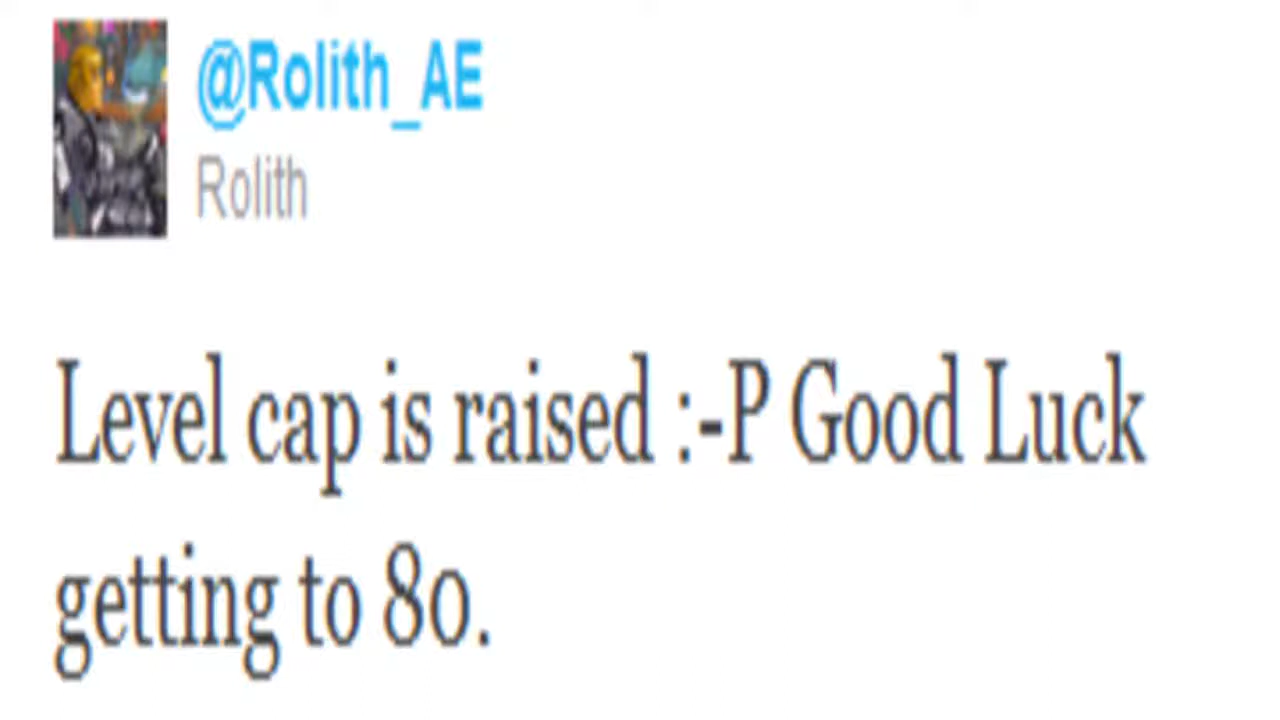 @Rolith_AE
Rolith
Level cap is raised :-P Good Luck
getting to 80.